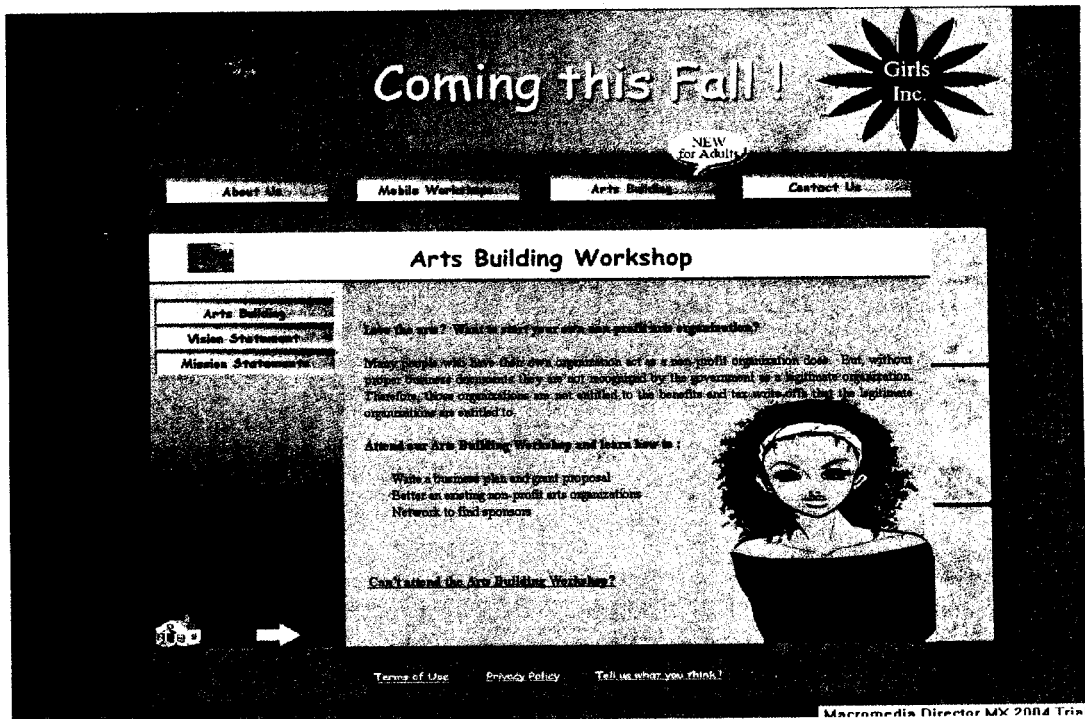 Coming this Fall !
Girls
Inc.
NEW
for Adults!
About Us
Mobile Workshops
Arts Building
Contact Us
Arts Building Workshop
Arts Building
Vision Statement
Mission Statements
Love the arts? Want to start your own non-profit arts organization?
Many people who have their own organization act as a non-profit organization does. But, without
proper business documents they are not recognized by the government as a legitimate organization.
Therefore, those organizations are not entitled to the benefits and tax write-offs that the legitimate
organizations are entitled to.
Attend our Arts Building Workshop and learn how to :
Write a business plan and grant proposal
Better an existing non-profit arts organizations
Network to find sponsors
Can't attend the Arts Building Workshop?
Terms of Use
Privacy Policy
Tell us what you think!
Macromedia Director MX 2004 Tria